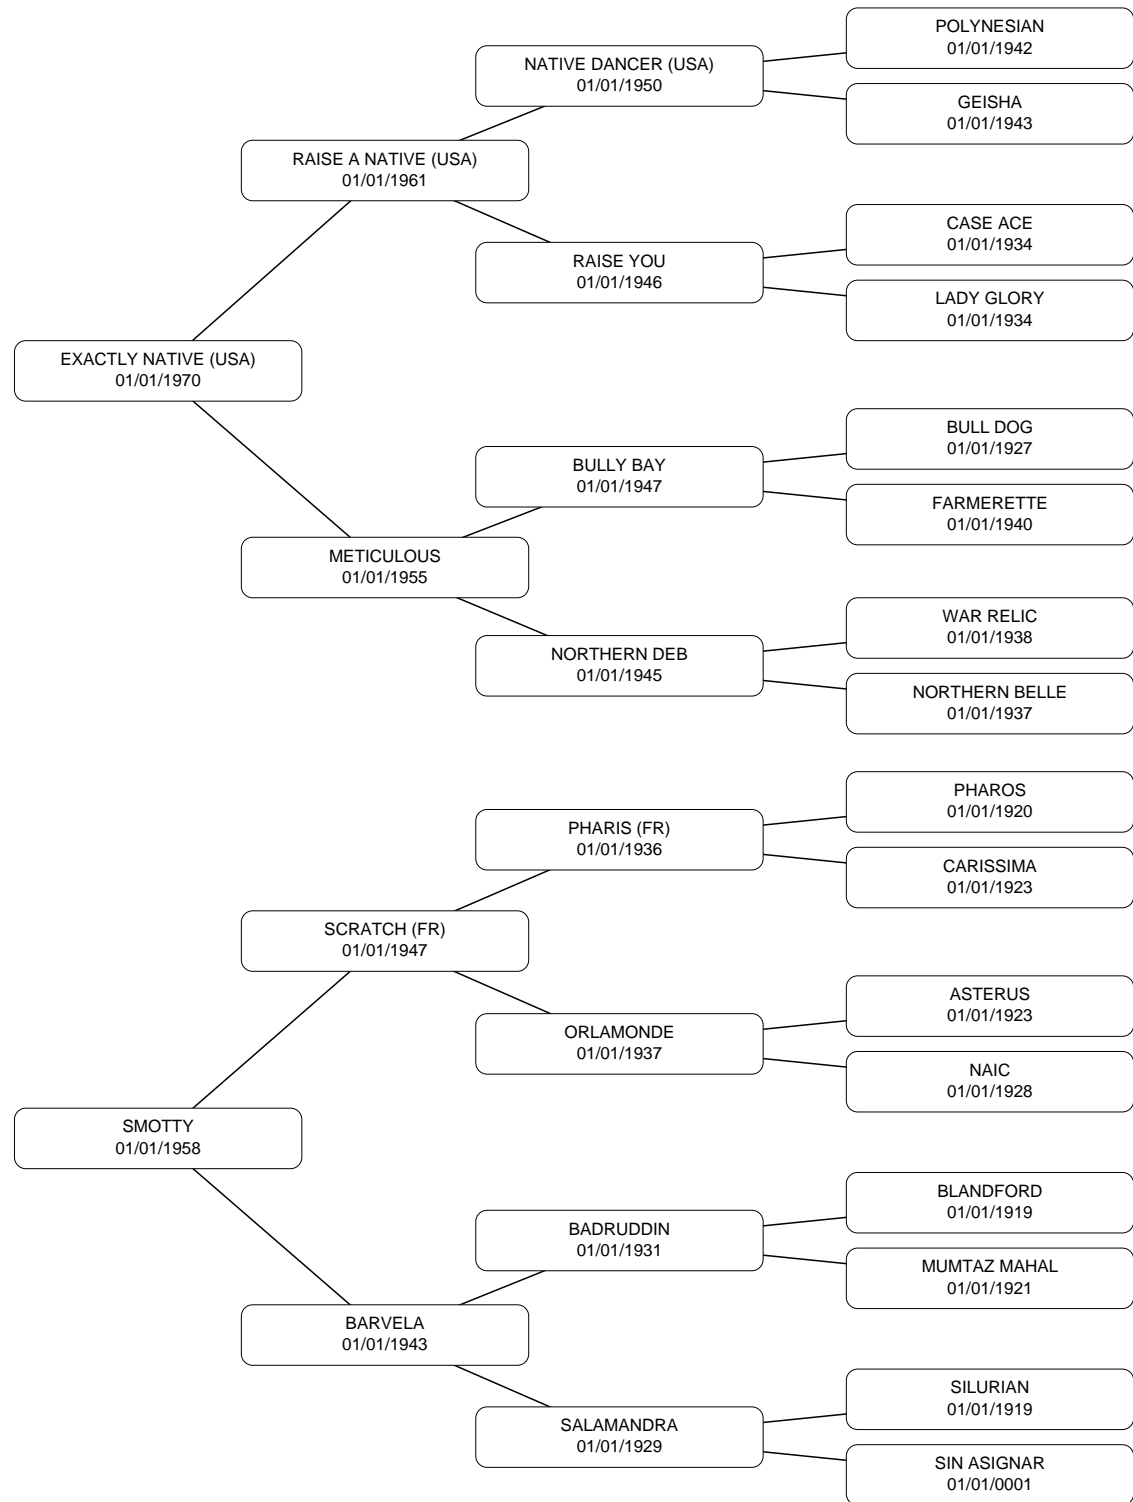 POLYNESIAN
01/01/1942
NATIVE DANCER (USA)
01/01/1950
GEISHA
01/01/1943
RAISE A NATIVE (USA)
01/01/1961
CASE ACE
01/01/1934
RAISE YOU
01/01/1946
LADY GLORY
01/01/1934
EXACTLY NATIVE (USA)
01/01/1970
BULL DOG
01/01/1927
BULLY BAY
01/01/1947
FARMERETTE
01/01/1940
METICULOUS
01/01/1955
WAR RELIC
01/01/1938
NORTHERN DEB
01/01/1945
NORTHERN BELLE
01/01/1937
PHAROS
01/01/1920
PHARIS (FR)
01/01/1936
CARISSIMA
01/01/1923
SCRATCH (FR)
01/01/1947
ASTERUS
01/01/1923
ORLAMONDE
01/01/1937
NAIC
01/01/1928
SMOTTY
01/01/1958
BLANDFORD
01/01/1919
BADRUDDIN
01/01/1931
MUMTAZ MAHAL
01/01/1921
BARVELA
01/01/1943
SILURIAN
01/01/1919
SALAMANDRA
01/01/1929
SIN ASIGNAR
01/01/0001